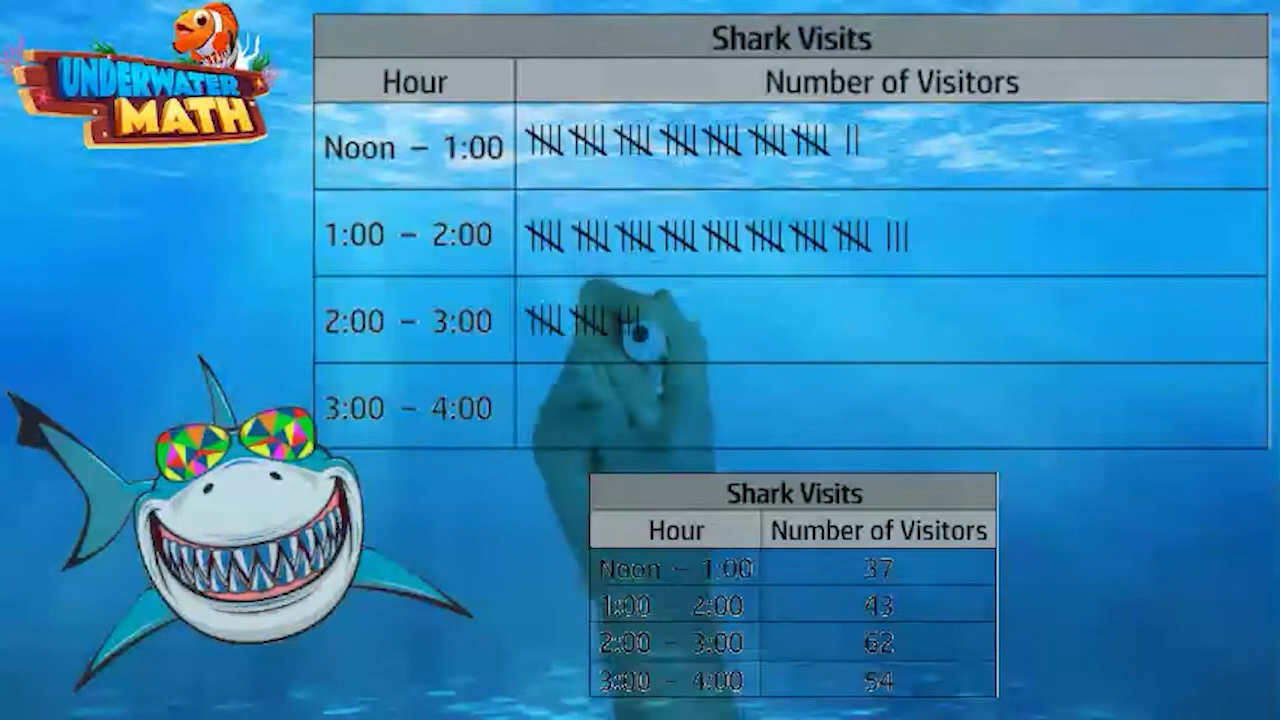 UNDERWATER
MATH
Shark Visits
Hour Number of Visitors
Noon – 1:00
1:00 – 2:00
2:00 – 3:00
3:00 – 4:00
Shark Visits
Hour Number of Visitors
Noon – 1:00 37
1:00 – 2:00 43
2:00 – 3:00 62
3:00 – 4:00 54